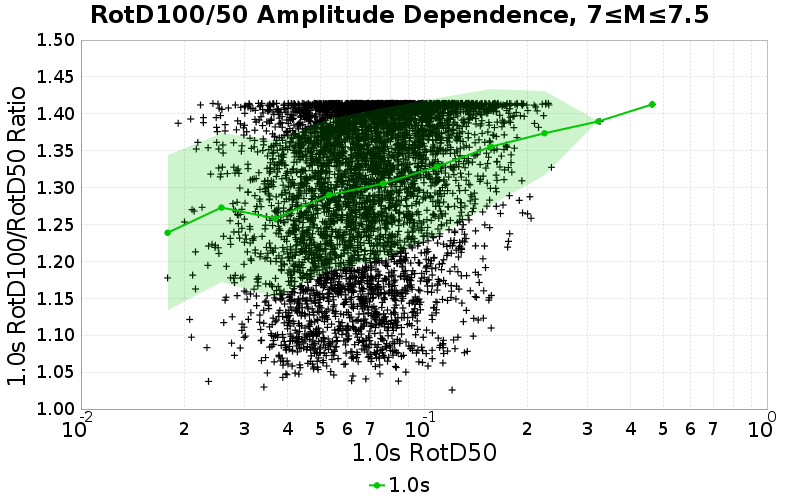 RotD100/50 Amplitude Dependence, 7≤M≤7.5
1.0s RotD100/RotD50 Ratio
1.50
1.45
1.40
1.35
1.30
1.25
1.20
1.15
1.10
1.05
1.00
10^-2 2 3 4 5 6 7 10^-1 2 3 4 5 6 7 10^0
1.0s RotD50
1.0s